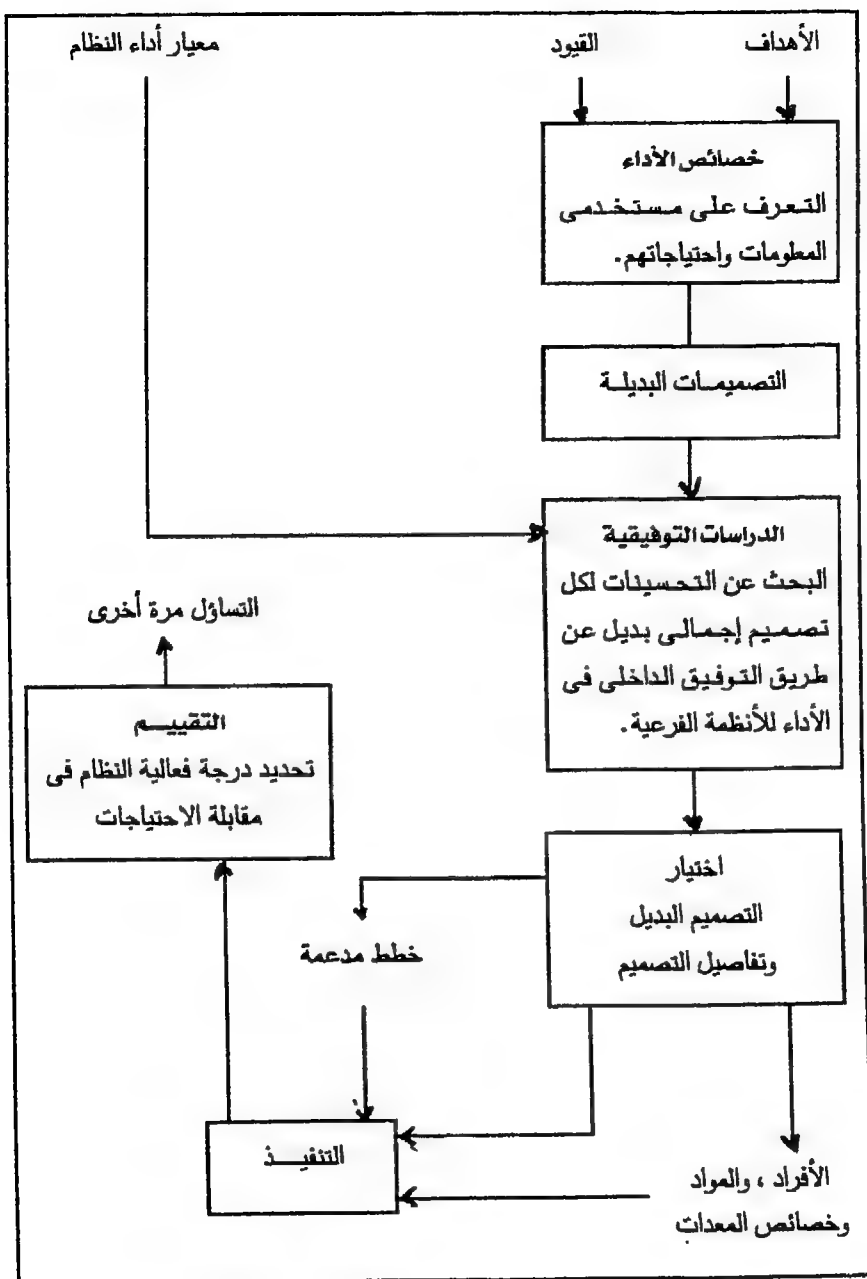 الأهداف
القيود
معيار أداء النظام
خصائص الأداء
التعرف على مستخدمى
المعلومات واحتياجاتهم.
التصميمات البديلة
الدراسات التوفيقية
البحث عن التحسينات لكل
تصميم إجمالى بديل عن
طريق التوفيق الداخلى فى
الأداء للأنظمة الفرعية.
التساؤل مرة أخرى
التقييم
تحديد درجة فعالية النظام فى
مقابلة الاحتياجات
اختيار
التصميم البديل
وتفاصيل التصميم
خطط مدعمة
التنفيذ
الأفراد ، والمواد
وخصائص المعدات